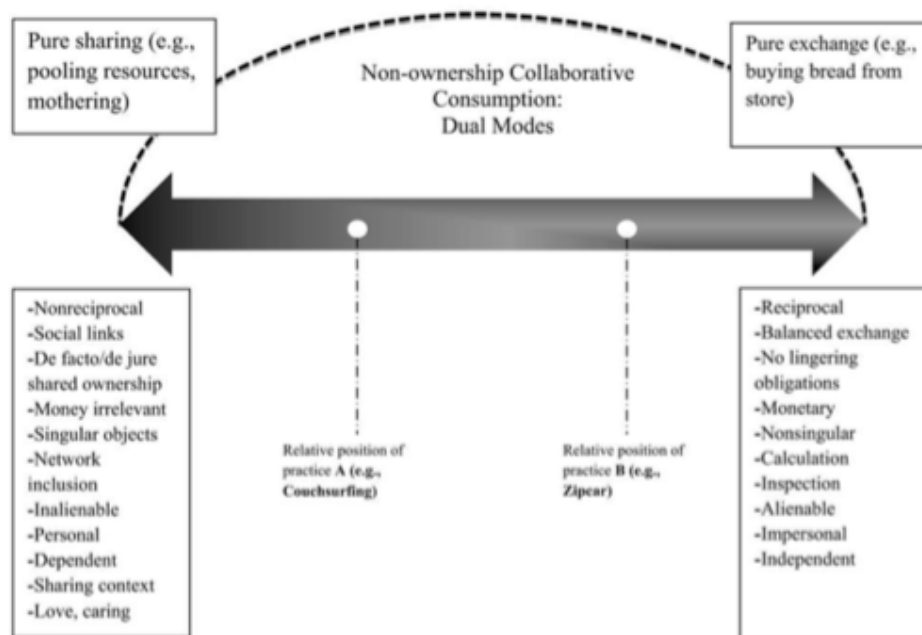 Pure sharing (e.g.,
pooling resources,
mothering)
Non-ownership Collaborative
Consumption:
Dual Modes
Pure exchange (e.g.,
buying bread from
store)
-Nonreciprocal
-Social links
-De facto/de jure
shared ownership
-Money irrelevant
-Singular objects
-Network
inclusion
-Inalienable
-Personal
-Dependent
-Sharing context
-Love, caring
Relative position of
practice A (e.g.,
Couchsurfing)
Relative position of
practice B (e.g.,
Zipcar)
-Reciprocal
-Balanced exchange
-No lingering
obligations
-Monetary
-Nonsingular
-Calculation
-Inspection
-Alienable
-Impersonal
-Independent